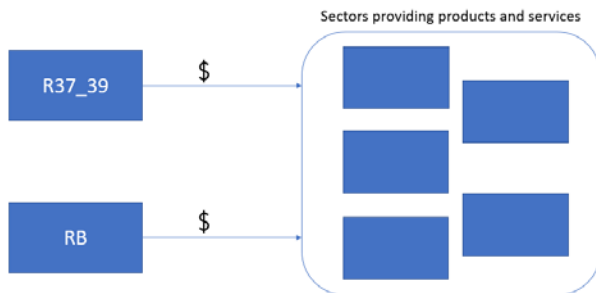 Sectors providing products and services
R37_39
$
RB
$